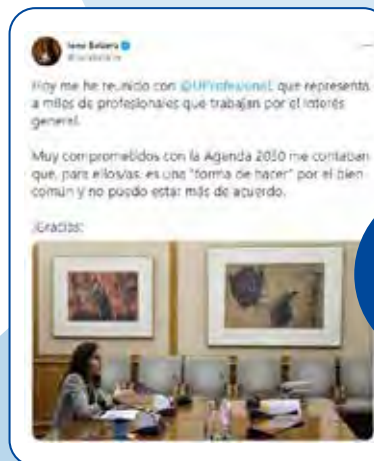 Hoy me he reunido con @UProfesional, que representa
a miles de profesionales que trabajan por el interés
general.
Muy comprometidos con la Agenda 2030 me contaban
que, para ellos/as, es una "forma de hacer" por el bien
común y no puedo estar más de acuerdo.
¡Gracias!